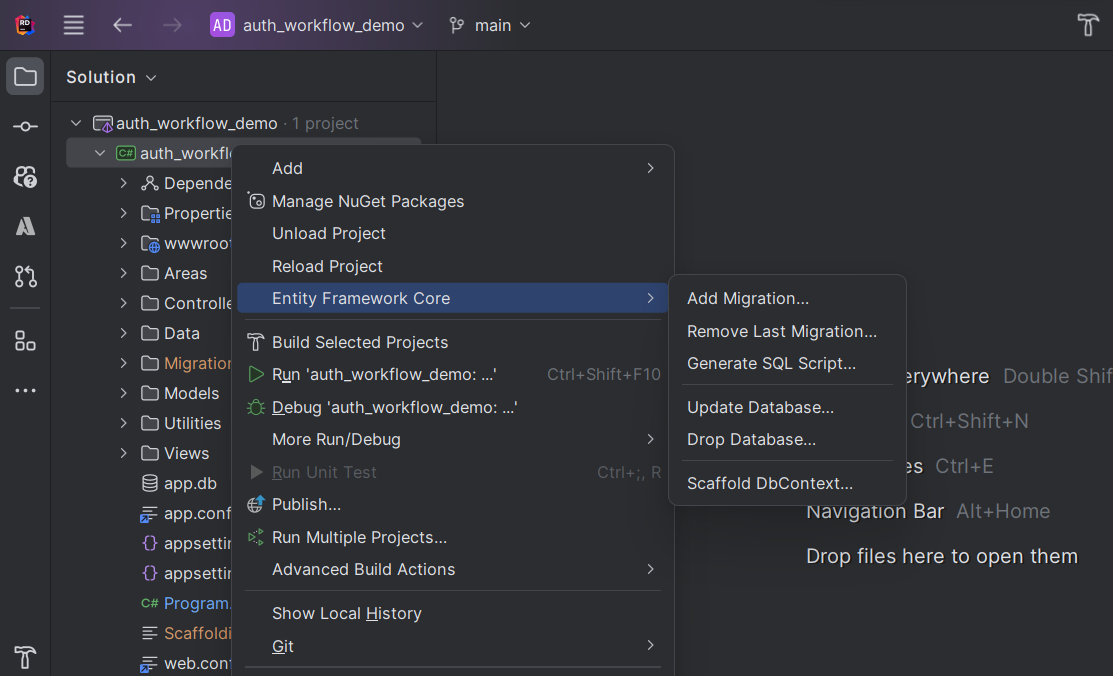 RD
AD auth_workflow_demo
main
Solution
auth_workflow_demo · 1 project
C# auth_workfl
Depende
Propertie
wwwroo
Areas
Controlle
Data
Migration
Models
Utilities
Views
app.db
app.conf
{} appsettin
{} appsettin
C# Program.
Scaffoldi
web.conf
Add
Manage NuGet Packages
Unload Project
Reload Project
Entity Framework Core
Build Selected Projects
Run 'auth_workflow_demo: ...' Ctrl+Shift+F10
Debug 'auth_workflow_demo: ...'
More Run/Debug
Run Unit Test Ctrl+;, R
Publish...
Run Multiple Projects...
Advanced Build Actions
Show Local History
Git
Add Migration...
Remove Last Migration...
Generate SQL Script...
Update Database...
Drop Database...
Scaffold DbContext...
erywhere Double Shif
Ctrl+Shift+N
es Ctrl+E
Navigation Bar Alt+Home
Drop files here to open them